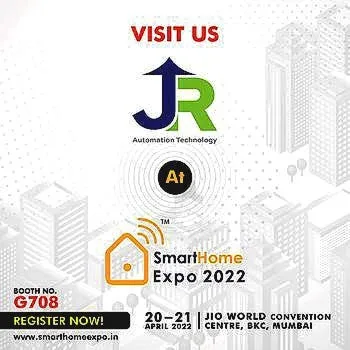 VISIT US
JR
Automation Technology
At
TM
SmartHome
Expo 2022
BOOTH NO.
G708
REGISTER NOW!
www.smarthomeexpo.in
20-21
APRIL 2022
JIO WORLD CONVENTION
CENTRE, BKC, MUMBAI